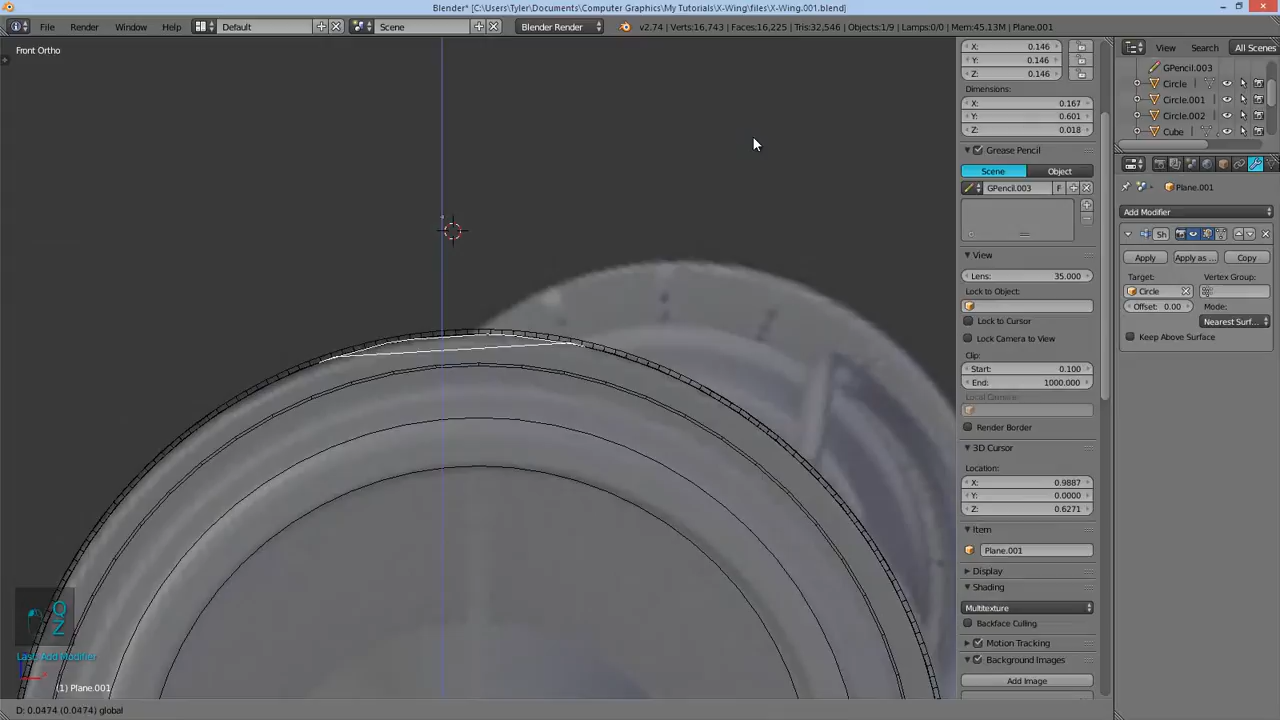 Blender* [C:\Users\Tyler\Documents\Computer Graphics\My Tutorials\X-Wing\files\X-Wing.001.blend]
File Render Window Help Default Scene Blender Render v2.74 | Verts:16,743 | Faces:16,225 | Tris:32,546 | Objects:1/9 | Lamps:0/0 | Mem:45.13M | Plane.001
Front Ortho
X: 0.146
Y: 0.146
Z: 0.146
Dimensions:
X: 0.167
Y: 0.601
Z: 0.018
Grease Pencil
Scene Object
GPencil.003 F
View
Lens: 35.000
Lock to Object:
Lock to Cursor
Lock Camera to View
Clip:
Start: 0.100
End: 1000.000
Local Camera:
Render Border
3D Cursor
Location:
X: 0.9887
Y: 0.0000
Z: 0.6271
Item
Plane.001
Display
Shading
Multitexture
Backface Culling
Motion Tracking
Background Images
Add Image
View Search All Scenes
GPencil.003
Circle
Circle.001
Circle.002
Cube
Plane.001
Add Modifier
Sh
Apply Apply as ... Copy
Target: Vertex Group:
Circle
Offset: 0.00 Mode:
Nearest Surf...
Keep Above Surface
Q
Z
Last: Add Modifier
(1) Plane.001
D: 0.0474 (0.0474) global